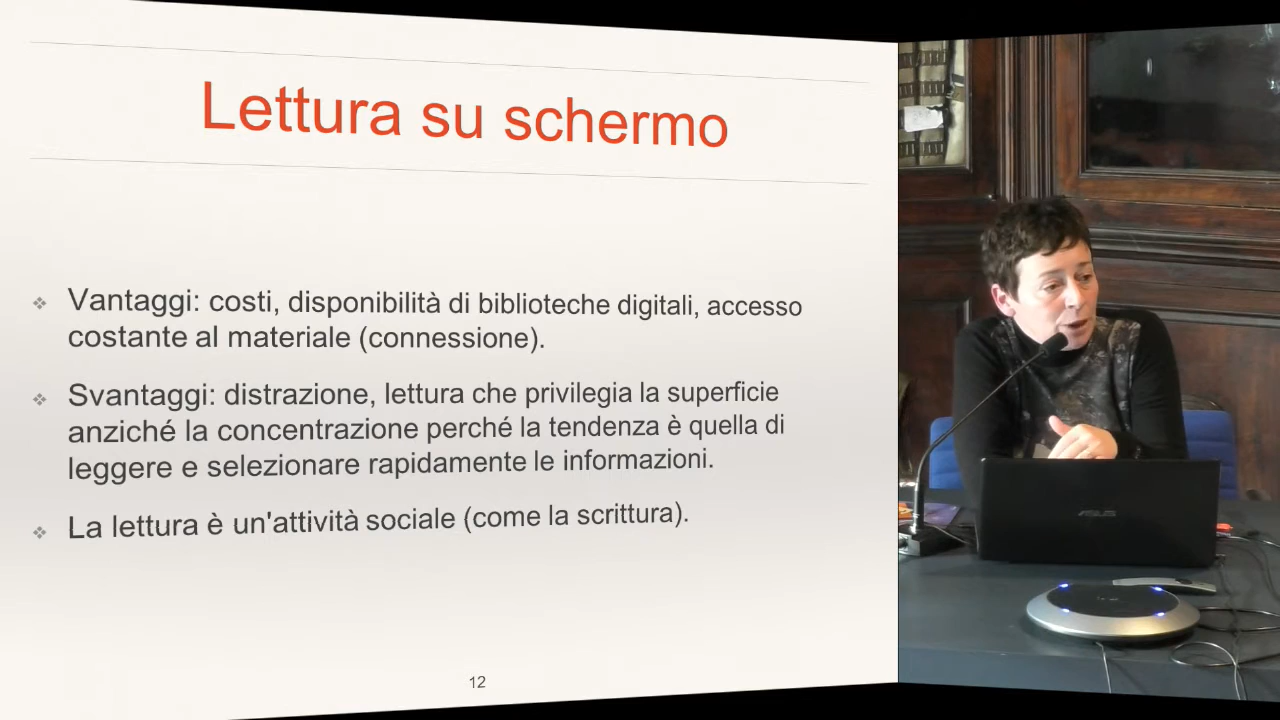 Lettura su schermo
Vantaggi: costi, disponibilità di biblioteche digitali, accesso
costante al materiale (connessione).
Svantaggi: distrazione, lettura che privilegia la superficie
anziché la concentrazione perché la tendenza è quella di
leggere e selezionare rapidamente le informazioni.
La lettura è un'attività sociale (come la scrittura).
12
ASUS